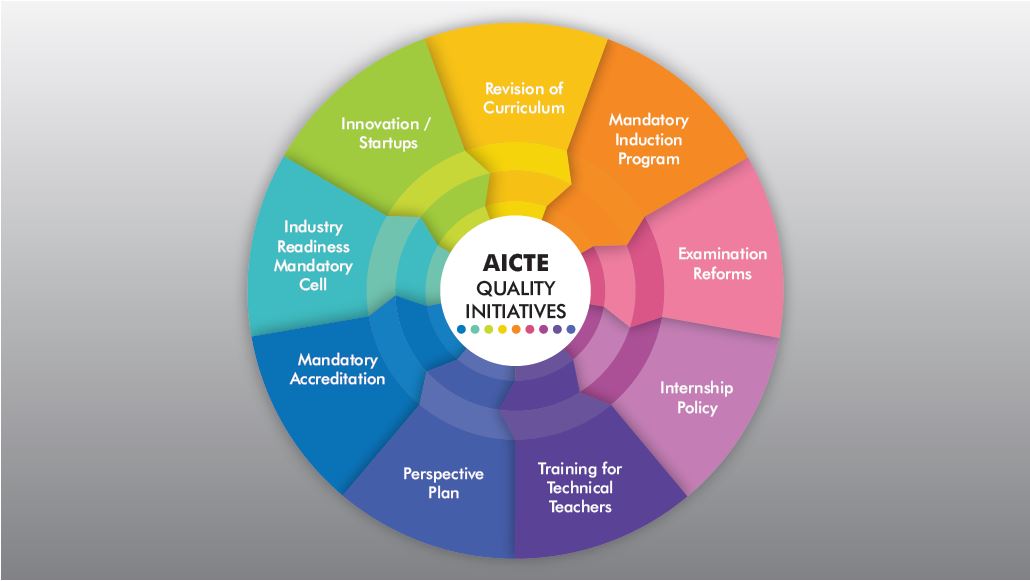 AICTE
QUALITY
INITIATIVES
Revision of
Curriculum
Mandatory
Induction
Program
Examination
Reforms
Internship
Policy
Training for
Technical
Teachers
Perspective
Plan
Mandatory
Accreditation
Industry
Readiness
Mandatory
Cell
Innovation /
Startups